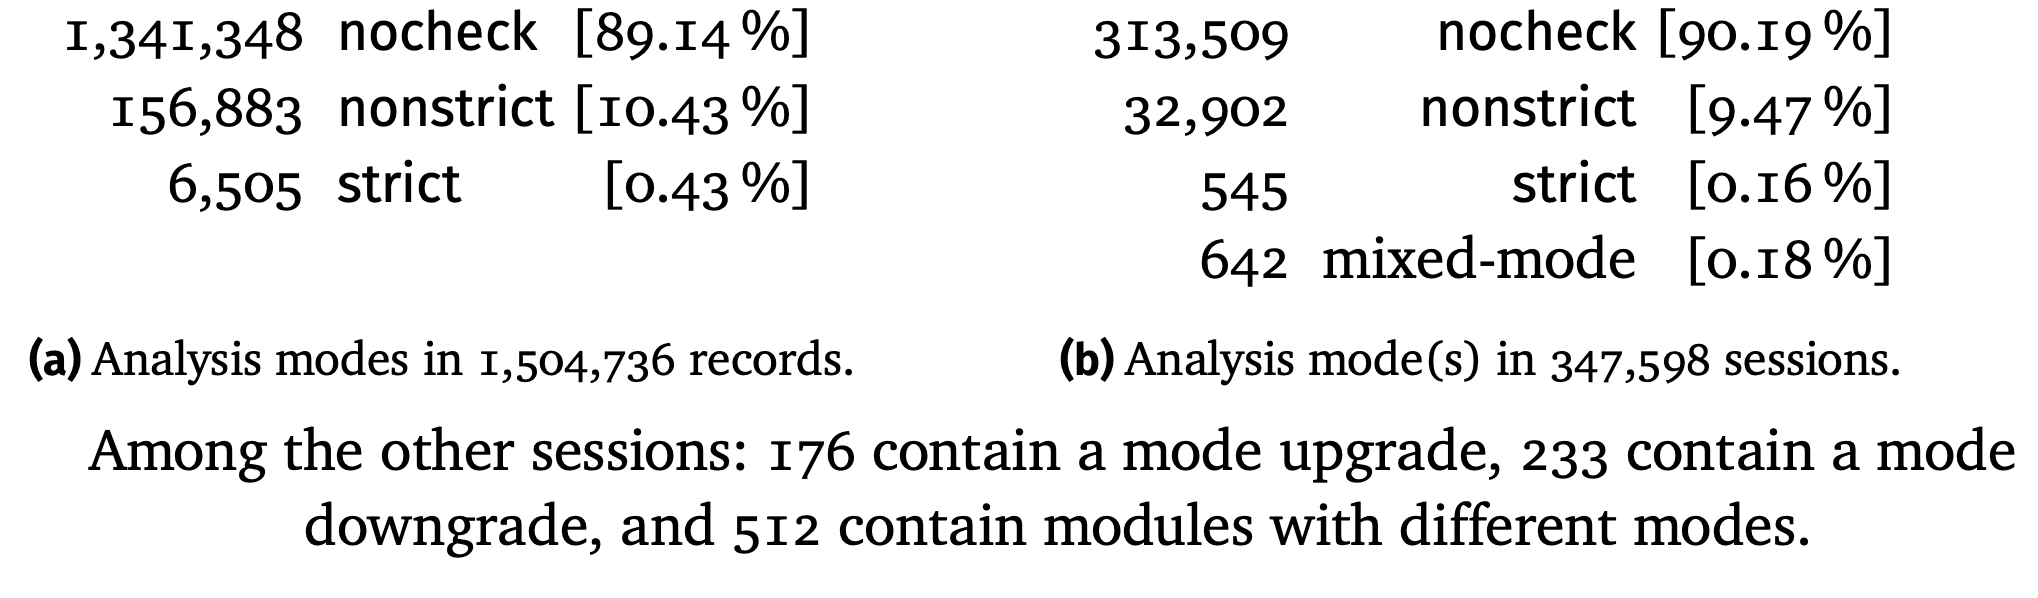 1,341,348 nocheck [89.14 %]
156,883 nonstrict [10.43 %]
6,505 strict [0.43 %]
(a) Analysis modes in 1,504,736 records.
313,509 nocheck [90.19 %]
32,902 nonstrict [9.47 %]
545 strict [0.16 %]
642 mixed-mode [0.18 %]
(b) Analysis mode(s) in 347,598 sessions.
Among the other sessions: 176 contain a mode upgrade, 233 contain a mode
downgrade, and 512 contain modules with different modes.